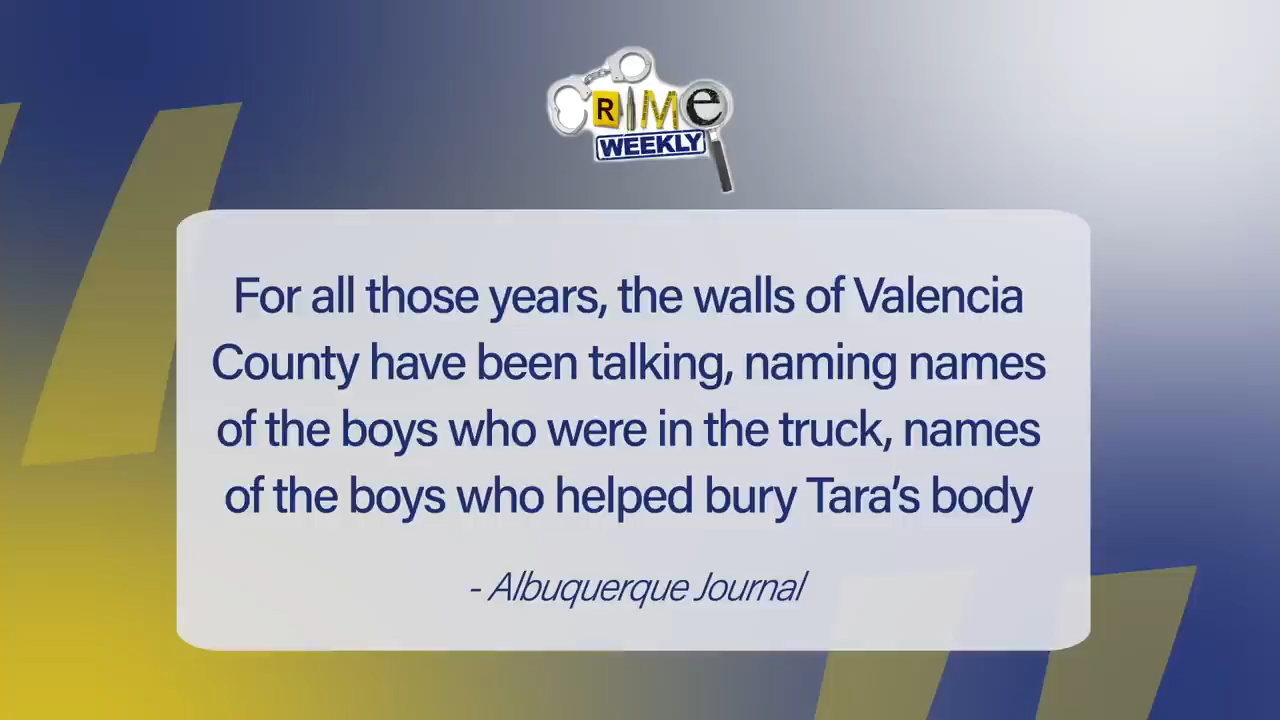 CRIMe
WEEKLY
For all those years, the walls of Valencia
County have been talking, naming names
of the boys who were in the truck, names
of the boys who helped bury Tara’s body
- Albuquerque Journal